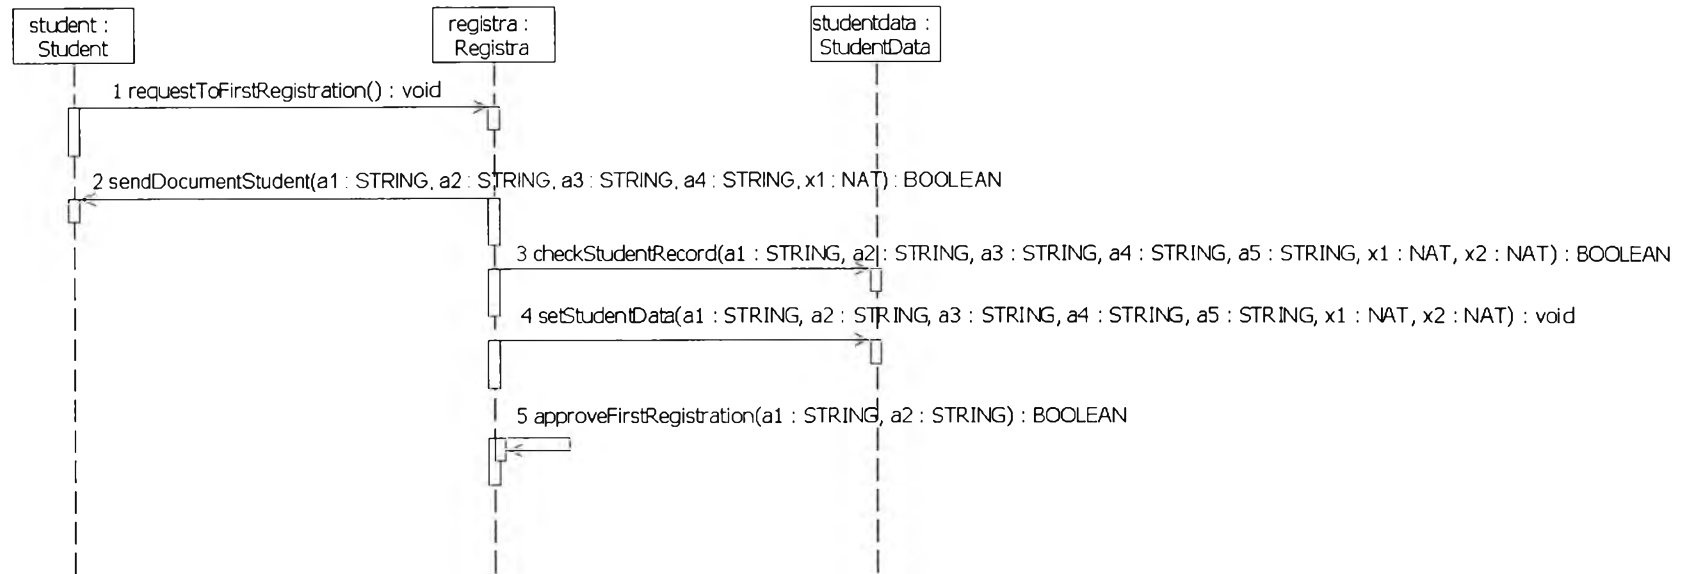 student :
Student
registra :
Registra
studentdata :
StudentData
1 requestToFirstRegistration() : void
2 sendDocumentStudent(a1 : STRING, a2 : STRING, a3 : STRING, a4 : STRING, x1 : NAT) : BOOLEAN
3 checkStudentRecord(a1 : STRING, a2 : STRING, a3 : STRING, a4 : STRING, a5 : STRING, x1 : NAT, x2 : NAT) : BOOLEAN
4 setStudentData(a1 : STRING, a2 : STRING, a3 : STRING, a4 : STRING, a5 : STRING, x1 : NAT, x2 : NAT) : void
5 approveFirstRegistration(a1 : STRING, a2 : STRING) : BOOLEAN